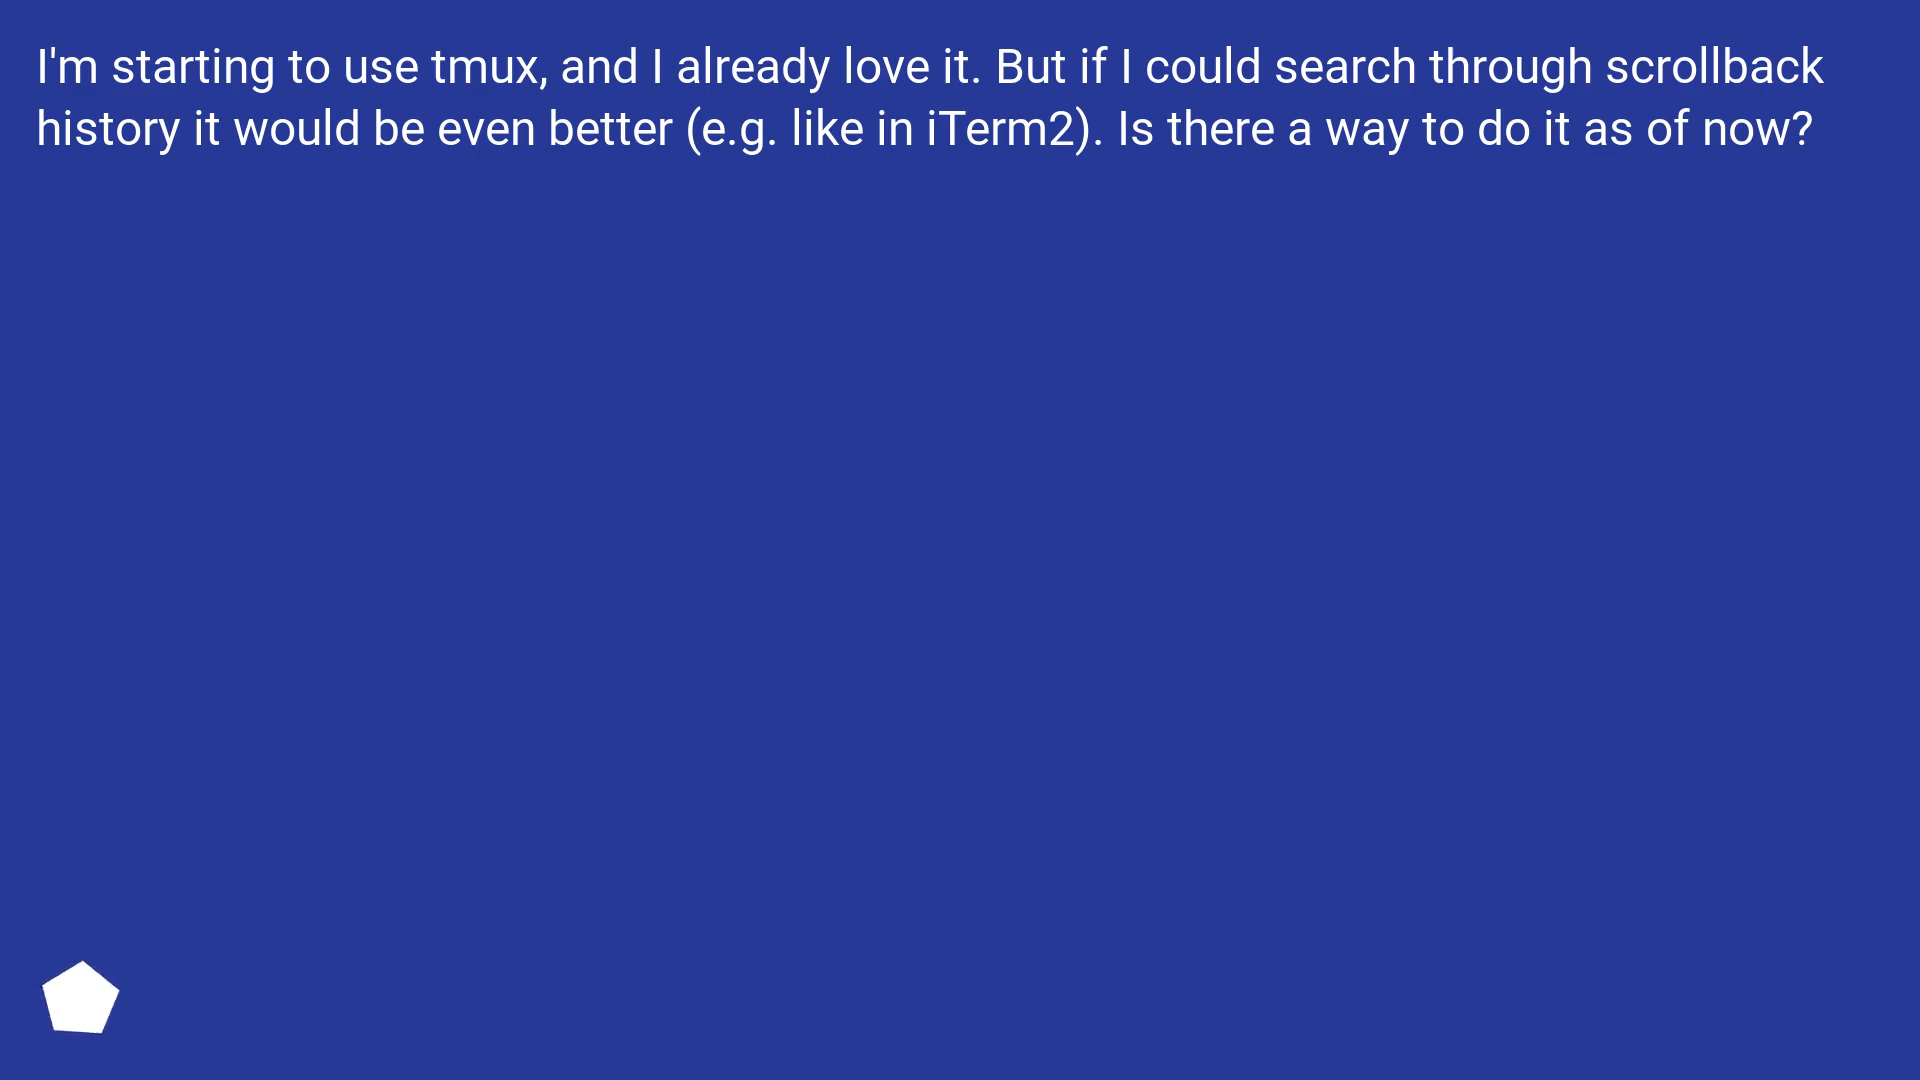 I'm starting to use tmux, and I already love it. But if I could search through scrollback
history it would be even better (e.g. like in iTerm2). Is there a way to do it as of now?